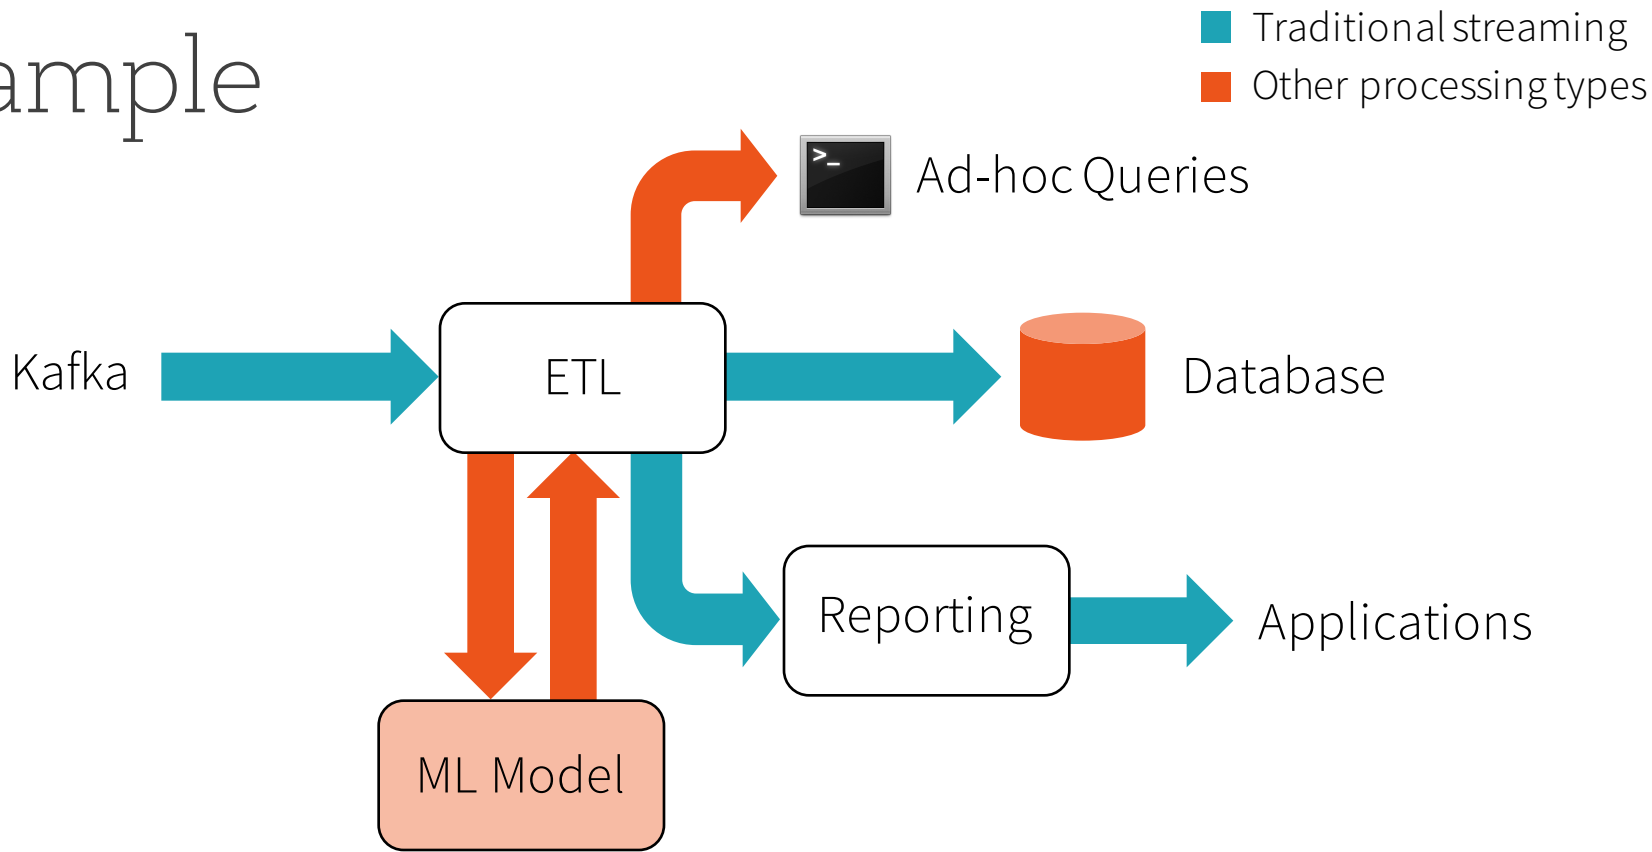 ample
Traditional streaming
Other processing types
>_
Ad-hoc Queries
Kafka
ETL
Database
Reporting
Applications
ML Model